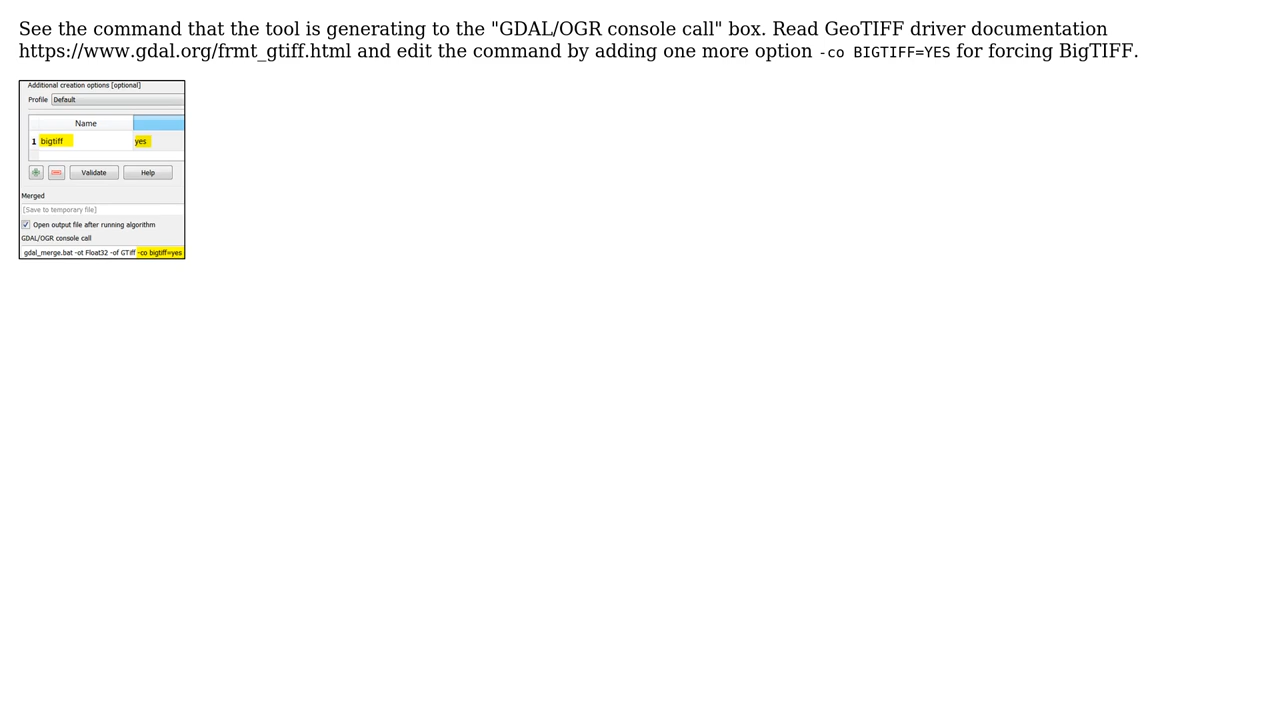 See the command that the tool is generating to the "GDAL/OGR console call" box. Read GeoTIFF driver documentation
https://www.gdal.org/frmt_gtiff.html and edit the command by adding one more option -co BIGTIFF=YES for forcing BigTIFF.
Additional creation options [optional]
Profile Default
Name
1 bigtiff yes
Validate Help
Merged
[Save to temporary file]
Open output file after running algorithm
GDAL/OGR console call
gdal_merge.bat -ot Float32 -of GTiff -co bigtiff=yes